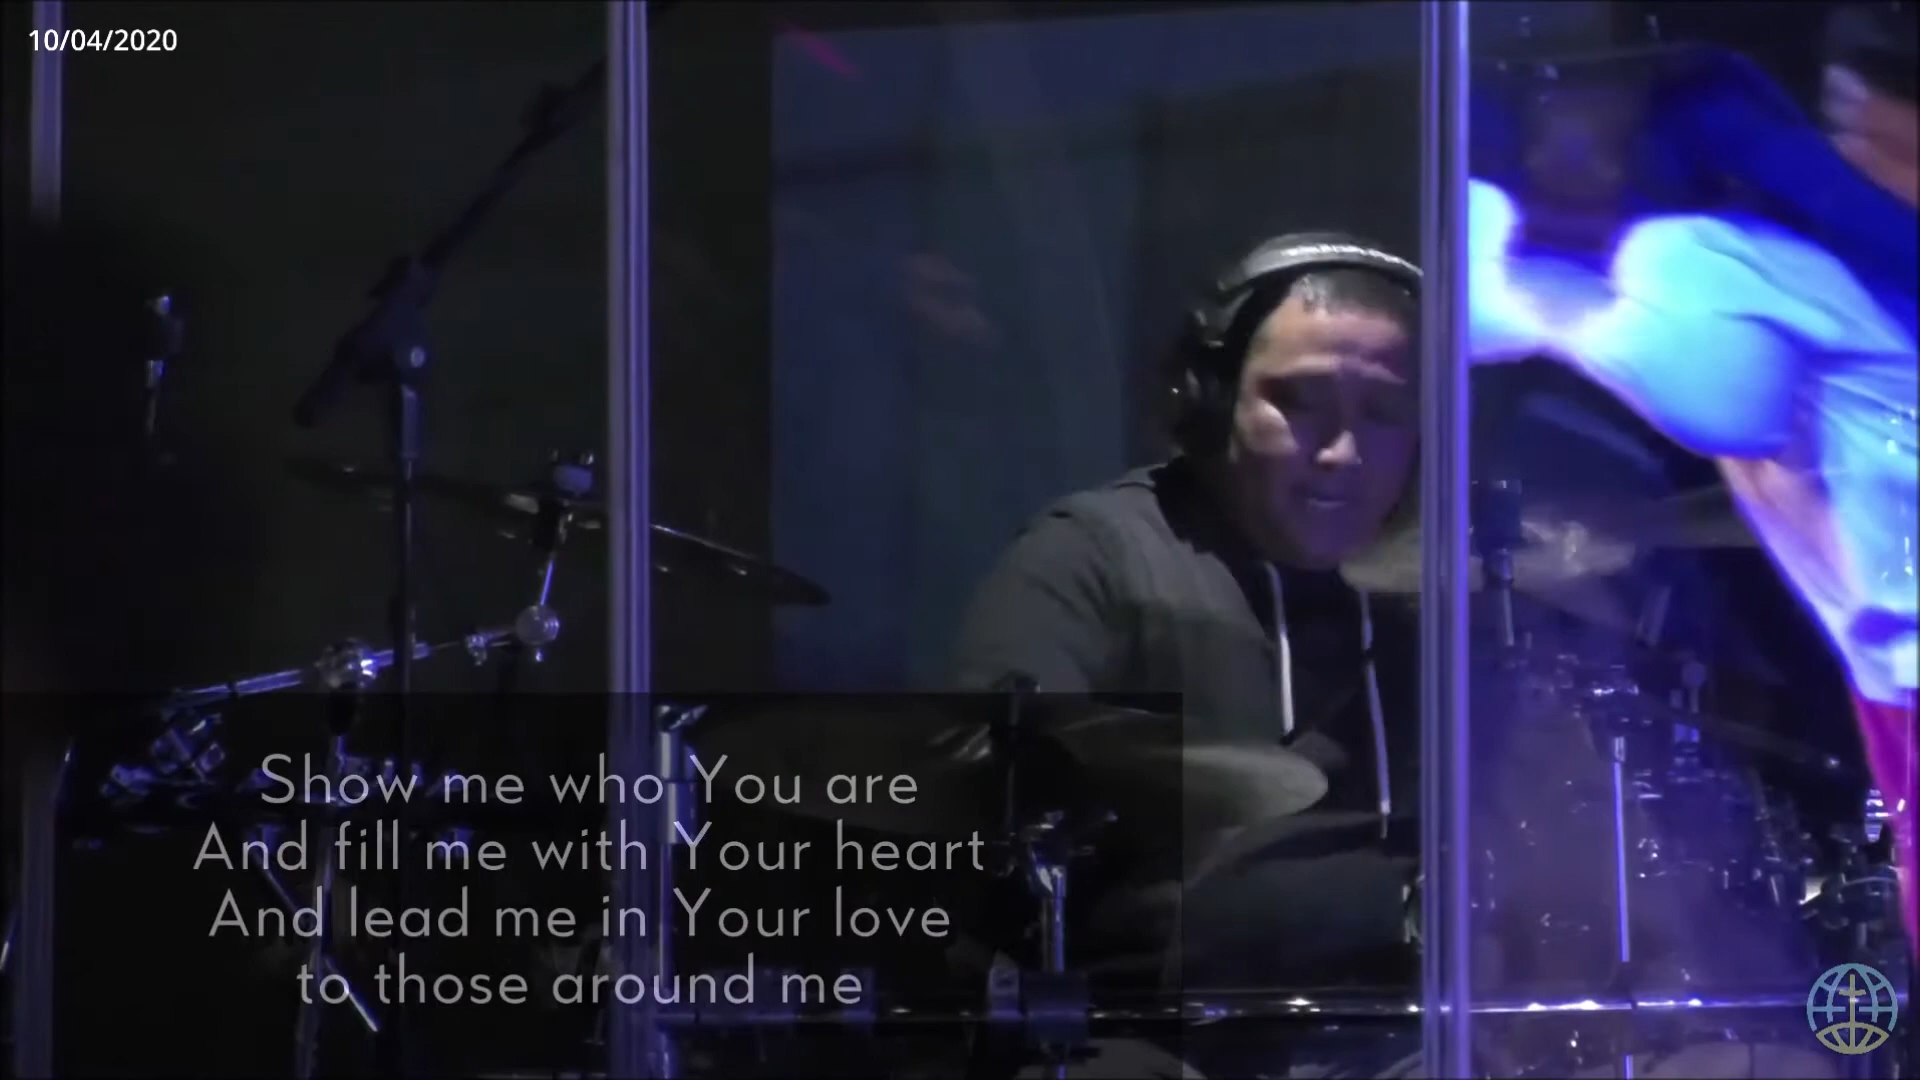 10/04/2020
Show me who You are
And fill me with Your heart
And lead me in Your love
to those around me